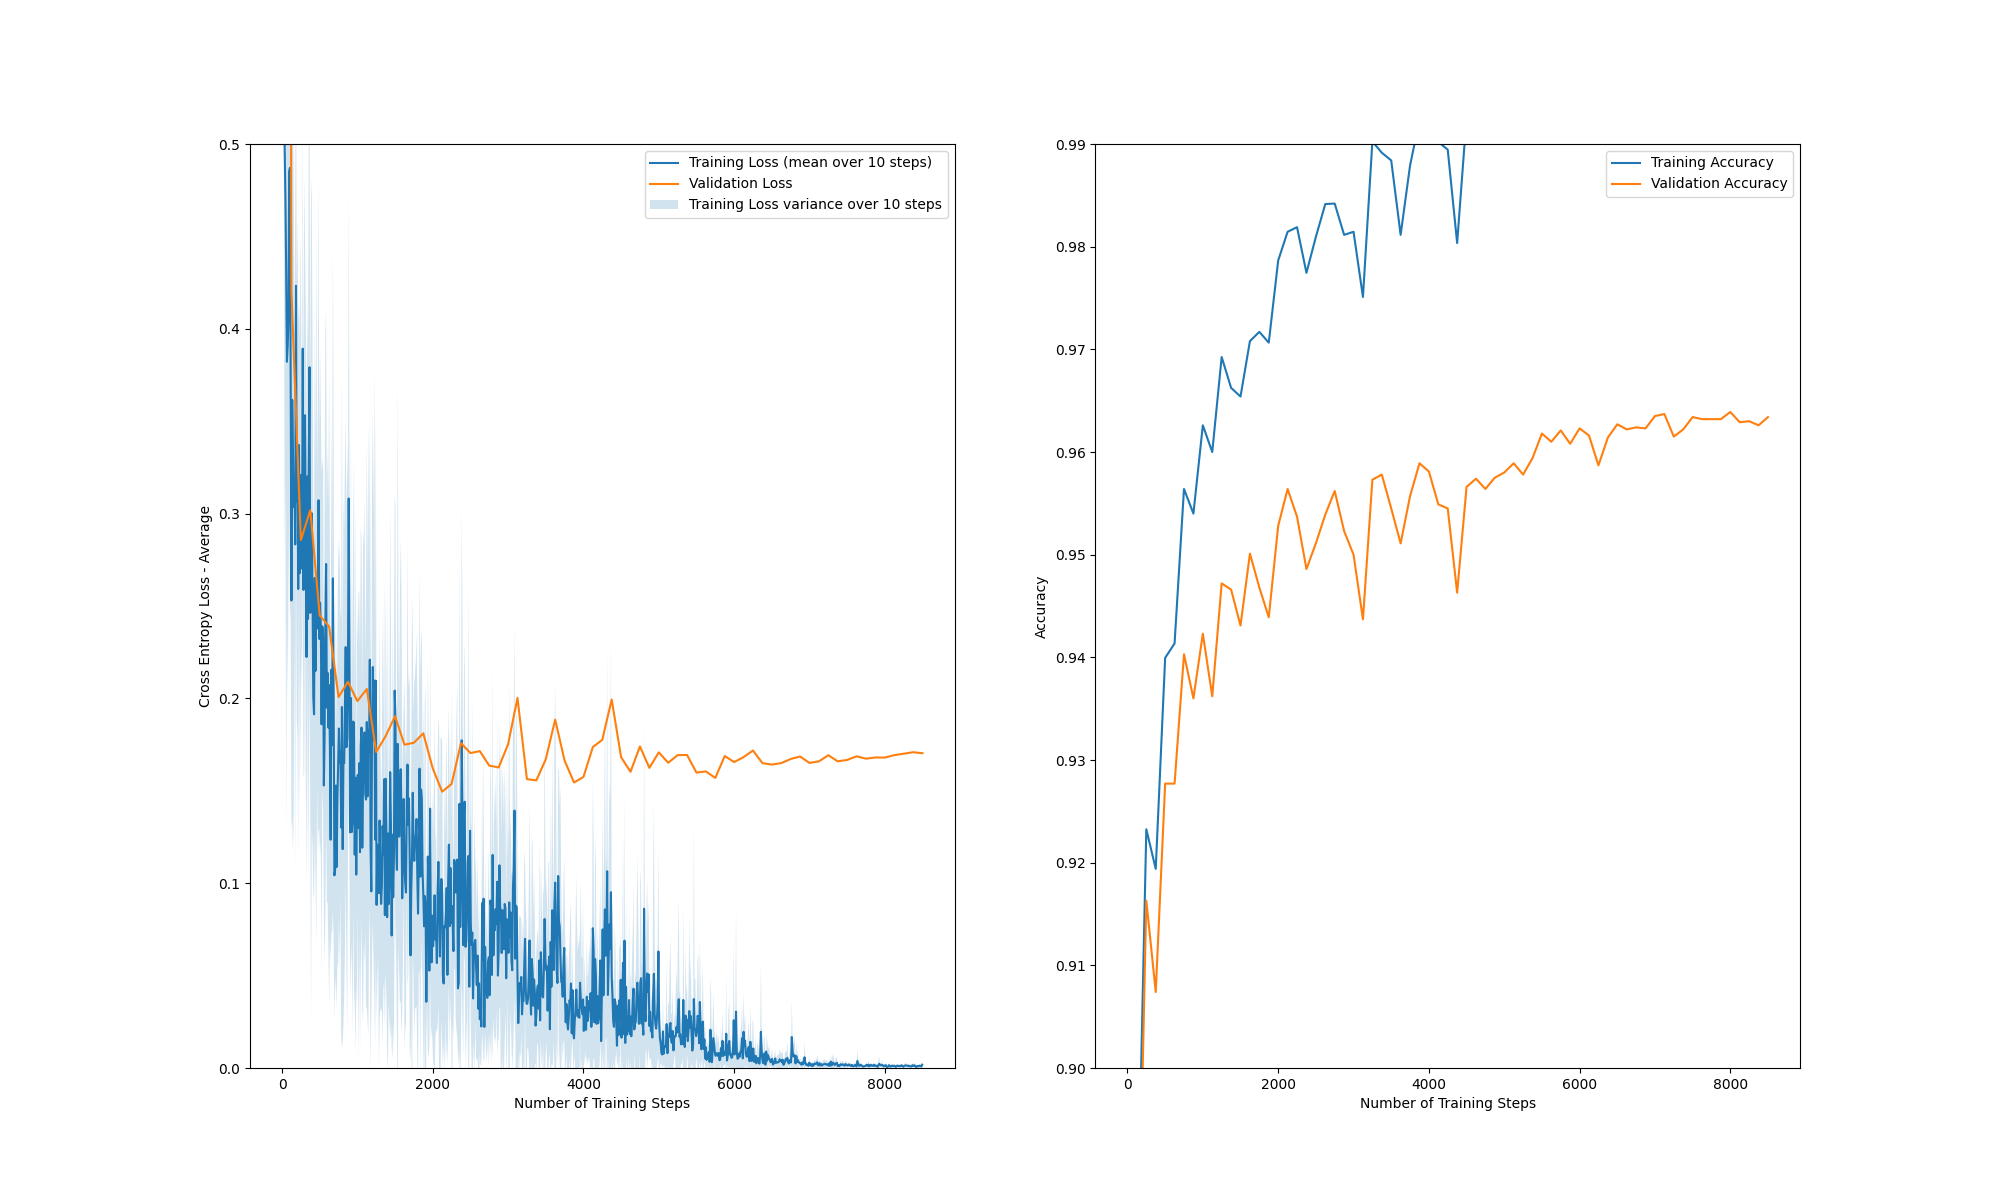 Training Loss (mean over 10 steps)
Validation Loss
Training Loss variance over 10 steps
0.5
0.4
0.3
0.2
0.1
0.0
Cross Entropy Loss - Average
0 2000 4000 6000 8000
Number of Training Steps
Training Accuracy
Validation Accuracy
0.99
0.98
0.97
0.96
0.95
0.94
0.93
0.92
0.91
0.90
Accuracy
0 2000 4000 6000 8000
Number of Training Steps